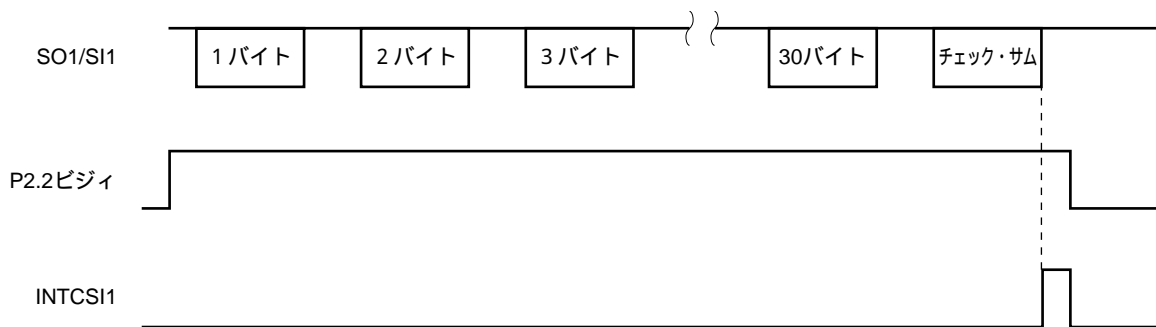 SO1/SI1
1バイト
2バイト
3バイト
30バイト
チェック・サム
P2.2ビジィ
INTCSI1